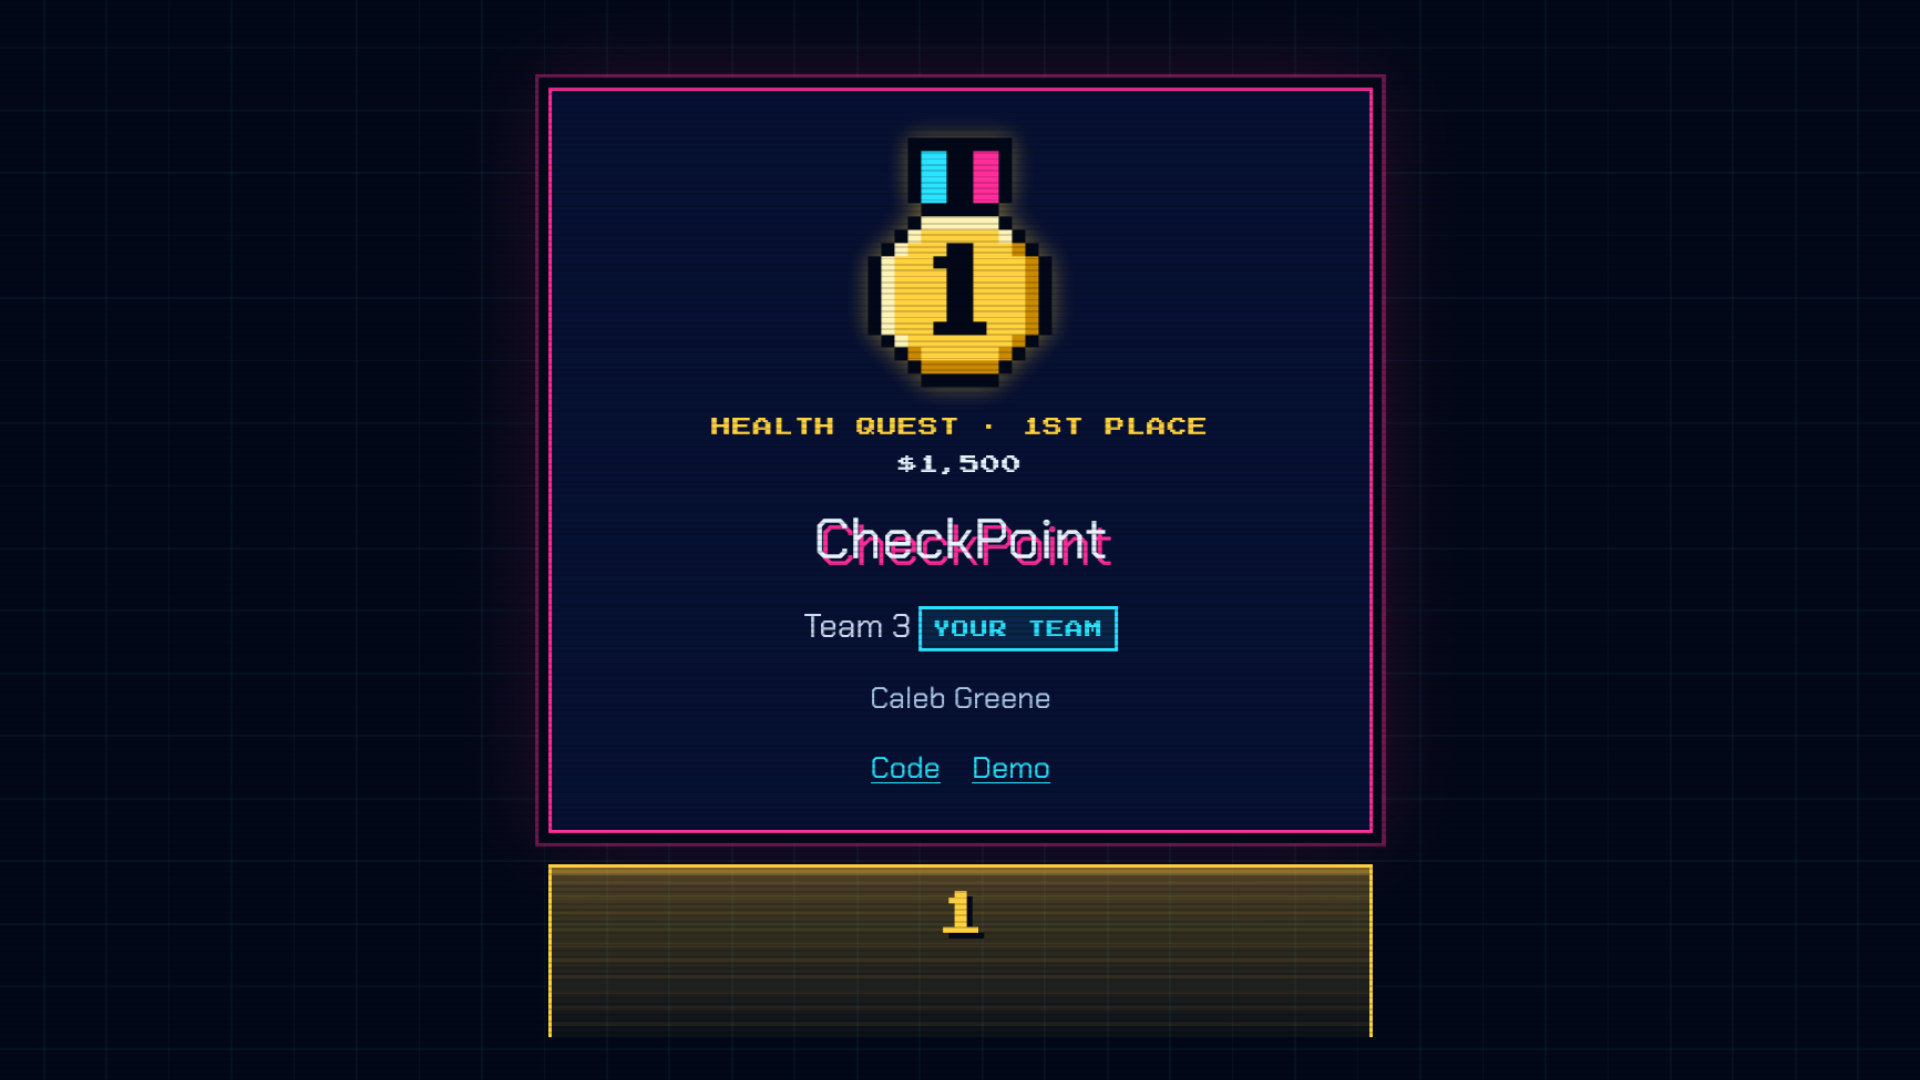 1
HEALTH QUEST · 1ST PLACE
$1,500
CheckPoint
Team 3 YOUR TEAM
Caleb Greene
Code Demo
1